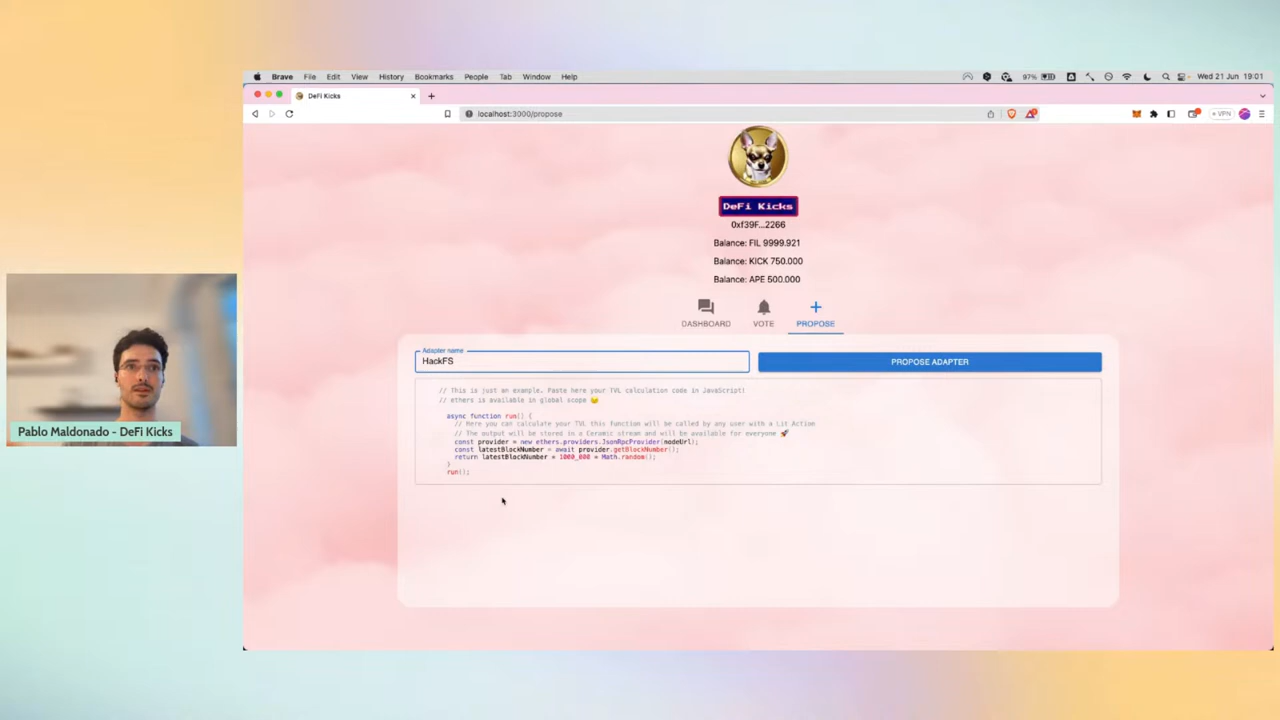 Brave File Edit View History Bookmarks People Tab Window Help 97% Wed 21 Jun 19:01
DeFi Kicks
localhost:3000/propose
VPN
DeFi Kicks
0xf39F...2266
Balance: FIL 9999.921
Balance: KICK 750.000
Balance: APE 500.000
DASHBOARD VOTE PROPOSE
Adapter name
HackFS
PROPOSE ADAPTER
// This is just an example. Paste here your TVL calculation code in JavaScript!
// ethers is available in global scope 😉
async function run() {
// Here you can calculate your TVL this function will be called by any user with a Lit Action
// The output will be stored in a Ceramic stream and will be available for everyone 🚀
const provider = new ethers.providers.JsonRpcProvider(nodeUrl);
const latestBlockNumber = await provider.getBlockNumber();
return latestBlockNumber * 1000_000 * Math.random();
}
run();
Pablo Maldonado - DeFi Kicks